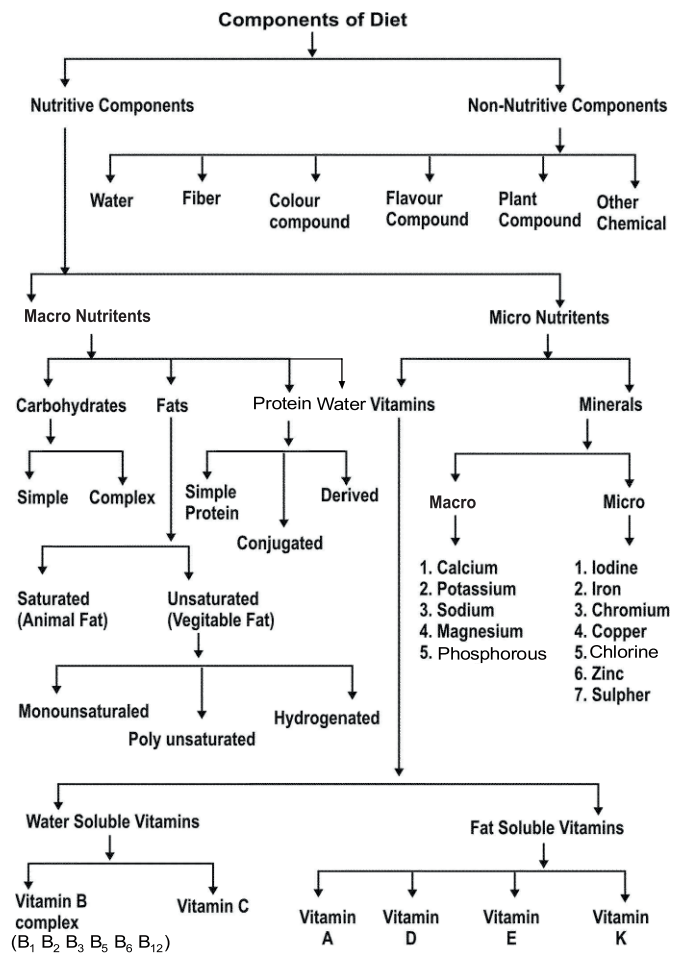 Components of Diet
Nutritive Components
Non-Nutritive Components
Water
Fiber
Colour
compound
Flavour
Compound
Plant
Compound
Other
Chemical
Macro Nutritents
Micro Nutritents
Carbohydrates
Fats
Protein
Water
Vitamins
Minerals
Simple
Complex
Simple
Protein
Conjugated
Derived
Macro
Micro
Saturated
(Animal Fat)
Unsaturated
(Vegitable Fat)
1. Calcium
2. Potassium
3. Sodium
4. Magnesium
5. Phosphorous
1. Iodine
2. Iron
3. Chromium
4. Copper
5. Chlorine
6. Zinc
7. Sulpher
Monounsaturaled
Poly unsaturated
Hydrogenated
Water Soluble Vitamins
Fat Soluble Vitamins
Vitamin B
complex
(B₁ B₂ B₃ B₅ B₆ B₁₂)
Vitamin C
Vitamin
A
Vitamin
D
Vitamin
E
Vitamin
K